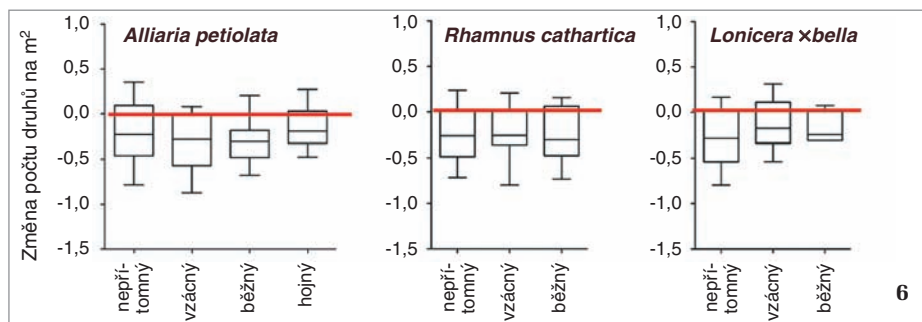 Změna počtu druhů na m2
Alliaria petiolata
1,0
0,5
0,0
-0,5
-1,0
-1,5
nepří-
tomný
vzácný
běžný
hojný
Rhamnus cathartica
1,0
0,5
0,0
-0,5
-1,0
-1,5
nepří-
tomný
vzácný
běžný
Lonicera ×bella
1,0
0,5
0,0
-0,5
-1,0
-1,5
nepří-
tomný
vzácný
běžný
6